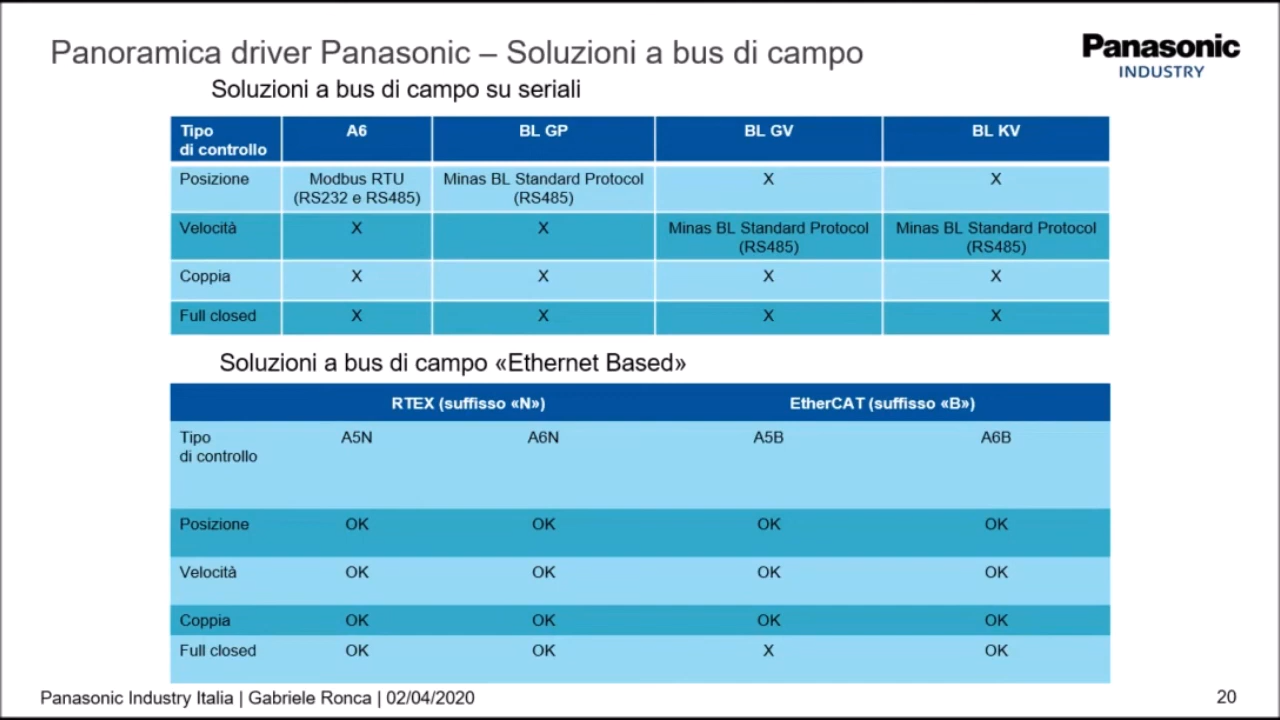 Panoramica driver Panasonic – Soluzioni a bus di campo
Panasonic
INDUSTRY
Soluzioni a bus di campo su seriali
Tipo di controllo A6 BL GP BL GV BL KV
Posizione Modbus RTU (RS232 e RS485) Minas BL Standard Protocol (RS485) X X
Velocità X X Minas BL Standard Protocol (RS485) Minas BL Standard Protocol (RS485)
Coppia X X X X
Full closed X X X X
Soluzioni a bus di campo «Ethernet Based»
RTEX (suffisso «N») EtherCAT (suffisso «B»)
Tipo di controllo A5N A6N A5B A6B
Posizione OK OK OK OK
Velocità OK OK OK OK
Coppia OK OK OK OK
Full closed OK OK X OK
Panasonic Industry Italia | Gabriele Ronca | 02/04/2020
20